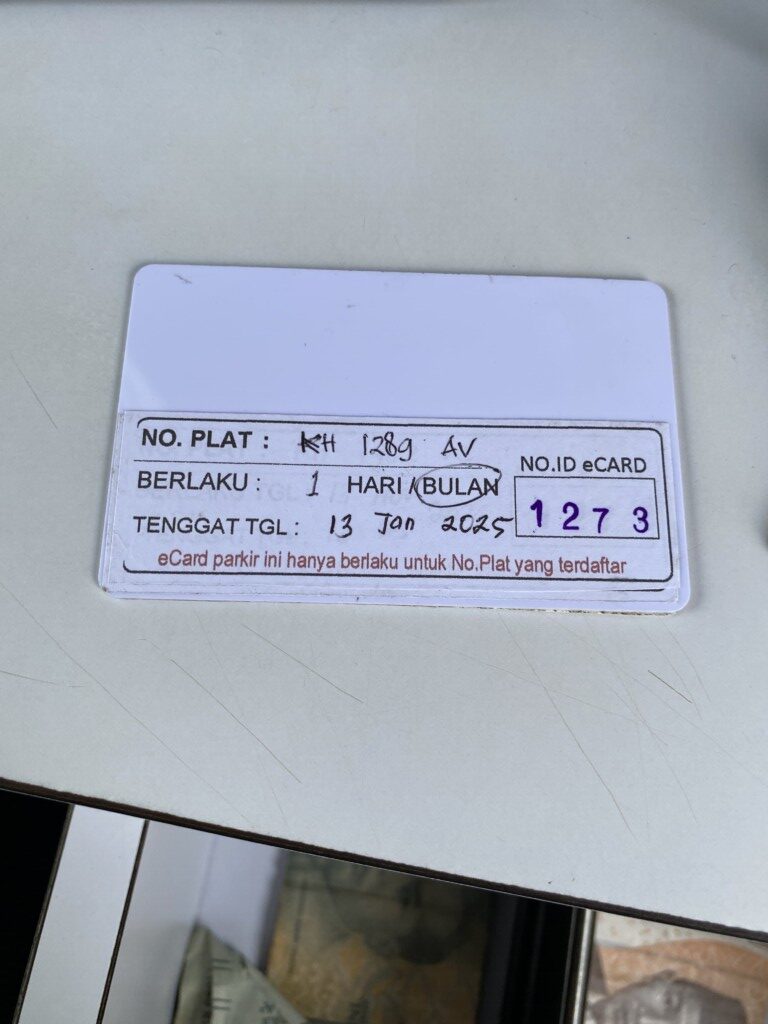 NO. PLAT : KH 1289 AV
BERLAKU : 1 HARI / BULAN
TENGGAT TGL : 13 Jan 2025
NO.ID eCARD
1273
eCard parkir ini hanya berlaku untuk No.Plat yang terdaftar